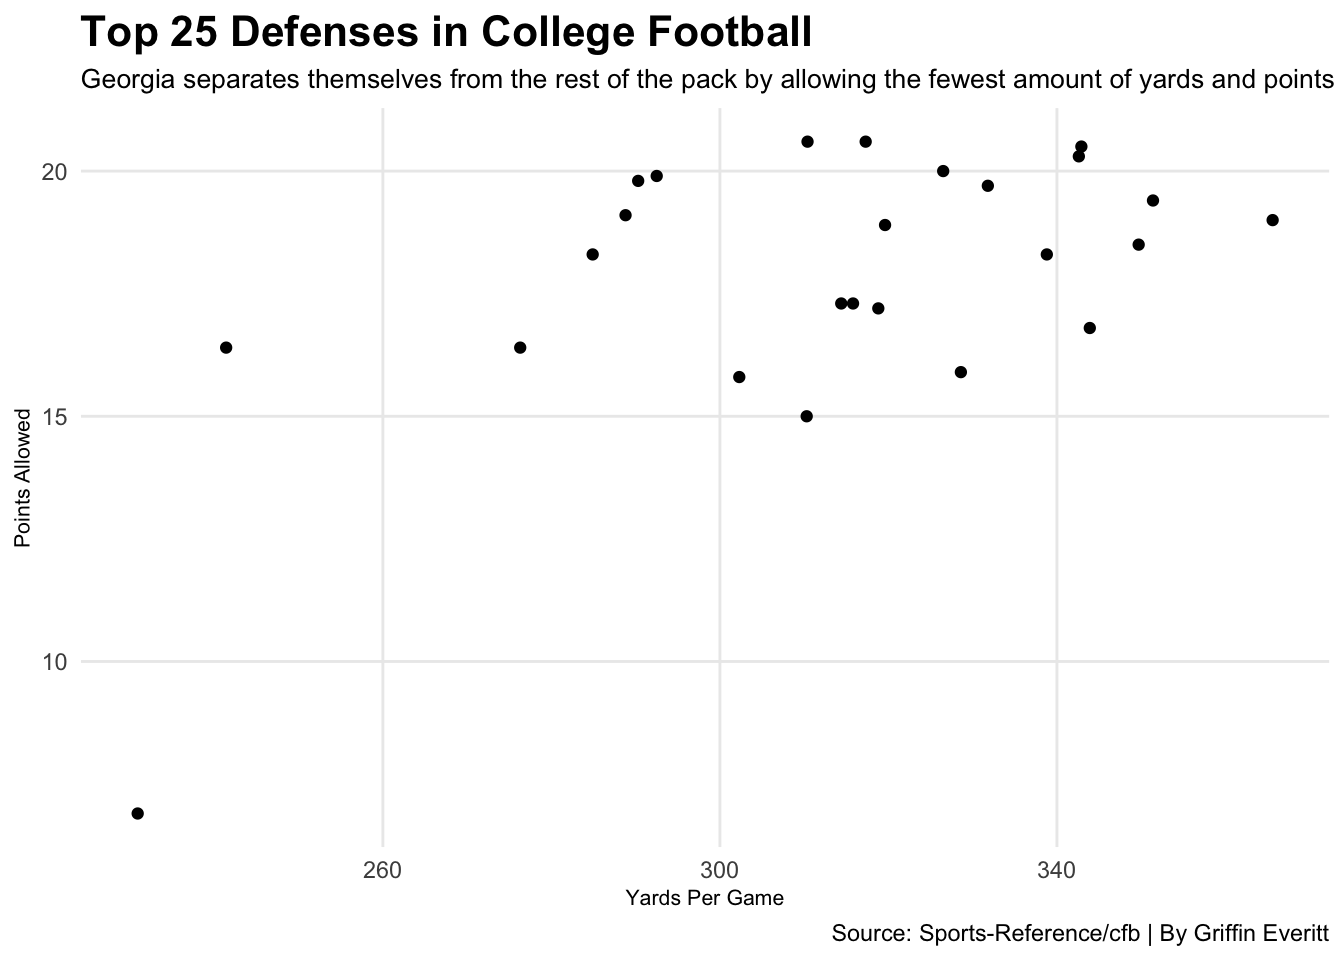 Top 25 Defenses in College Football
Georgia separates themselves from the rest of the pack by allowing the fewest amount of yards and points
20
15
10
Points Allowed
260 300 340
Yards Per Game
Source: Sports-Reference/cfb | By Griffin Everitt